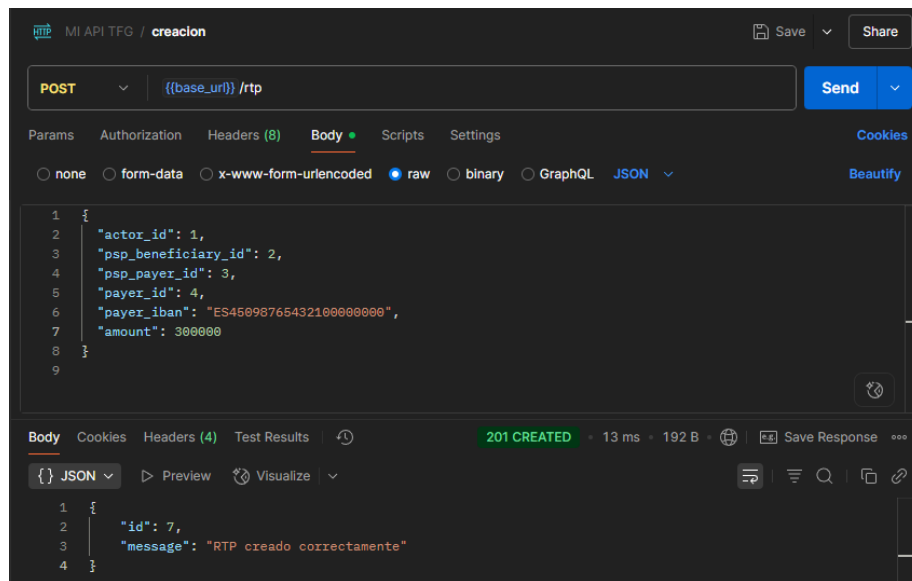 HTTP MI API TFG / creacion Save Share
POST {{base_url}} /rtp Send
Params Authorization Headers (8) Body Scripts Settings Cookies
none form-data x-www-form-urlencoded raw binary GraphQL JSON Beautify
1 {
2 "actor_id": 1,
3 "psp_beneficiary_id": 2,
4 "psp_payer_id": 3,
5 "payer_id": 4,
6 "payer_iban": "ES4509876543210000000",
7 "amount": 300000
8 }
9
Body Cookies Headers (4) Test Results 201 CREATED • 13 ms • 192 B • e.g. Save Response
{} JSON Preview Visualize
1 {
2 "id": 7,
3 "message": "RTP creado correctamente"
4 }